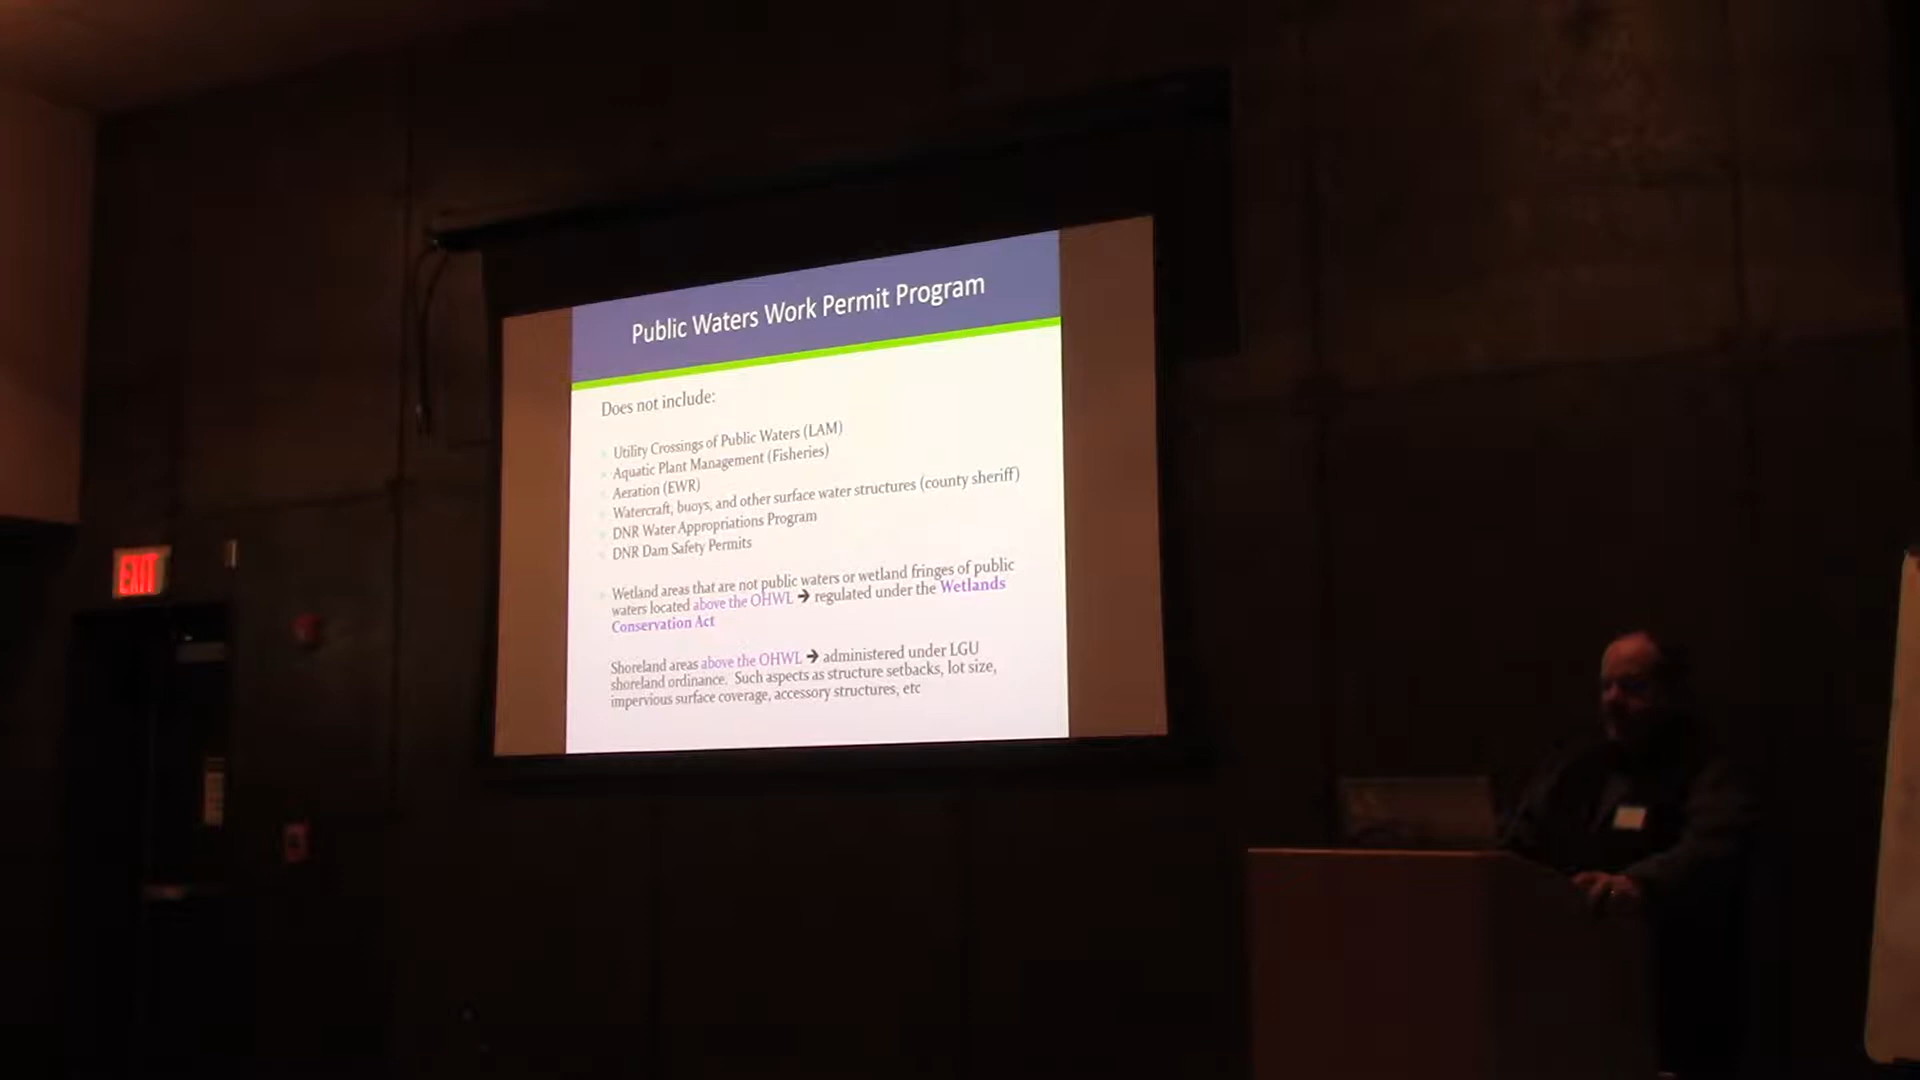 Public Waters Work Permit Program
Does not include:
Utility Crossings of Public Waters (LAM)
Aquatic Plant Management (Fisheries)
Aeration (EWR)
Watercraft, buoys, and other surface water structures (county sheriff)
DNR Water Appropriations Program
DNR Dam Safety Permits
Wetland areas that are not public waters or wetland fringes of public
waters located above the OHWL → regulated under the Wetlands
Conservation Act
Shoreland areas above the OHWL → administered under LGU
shoreland ordinance. Such aspects as structure setbacks, lot size,
impervious surface coverage, accessory structures, etc
EXIT